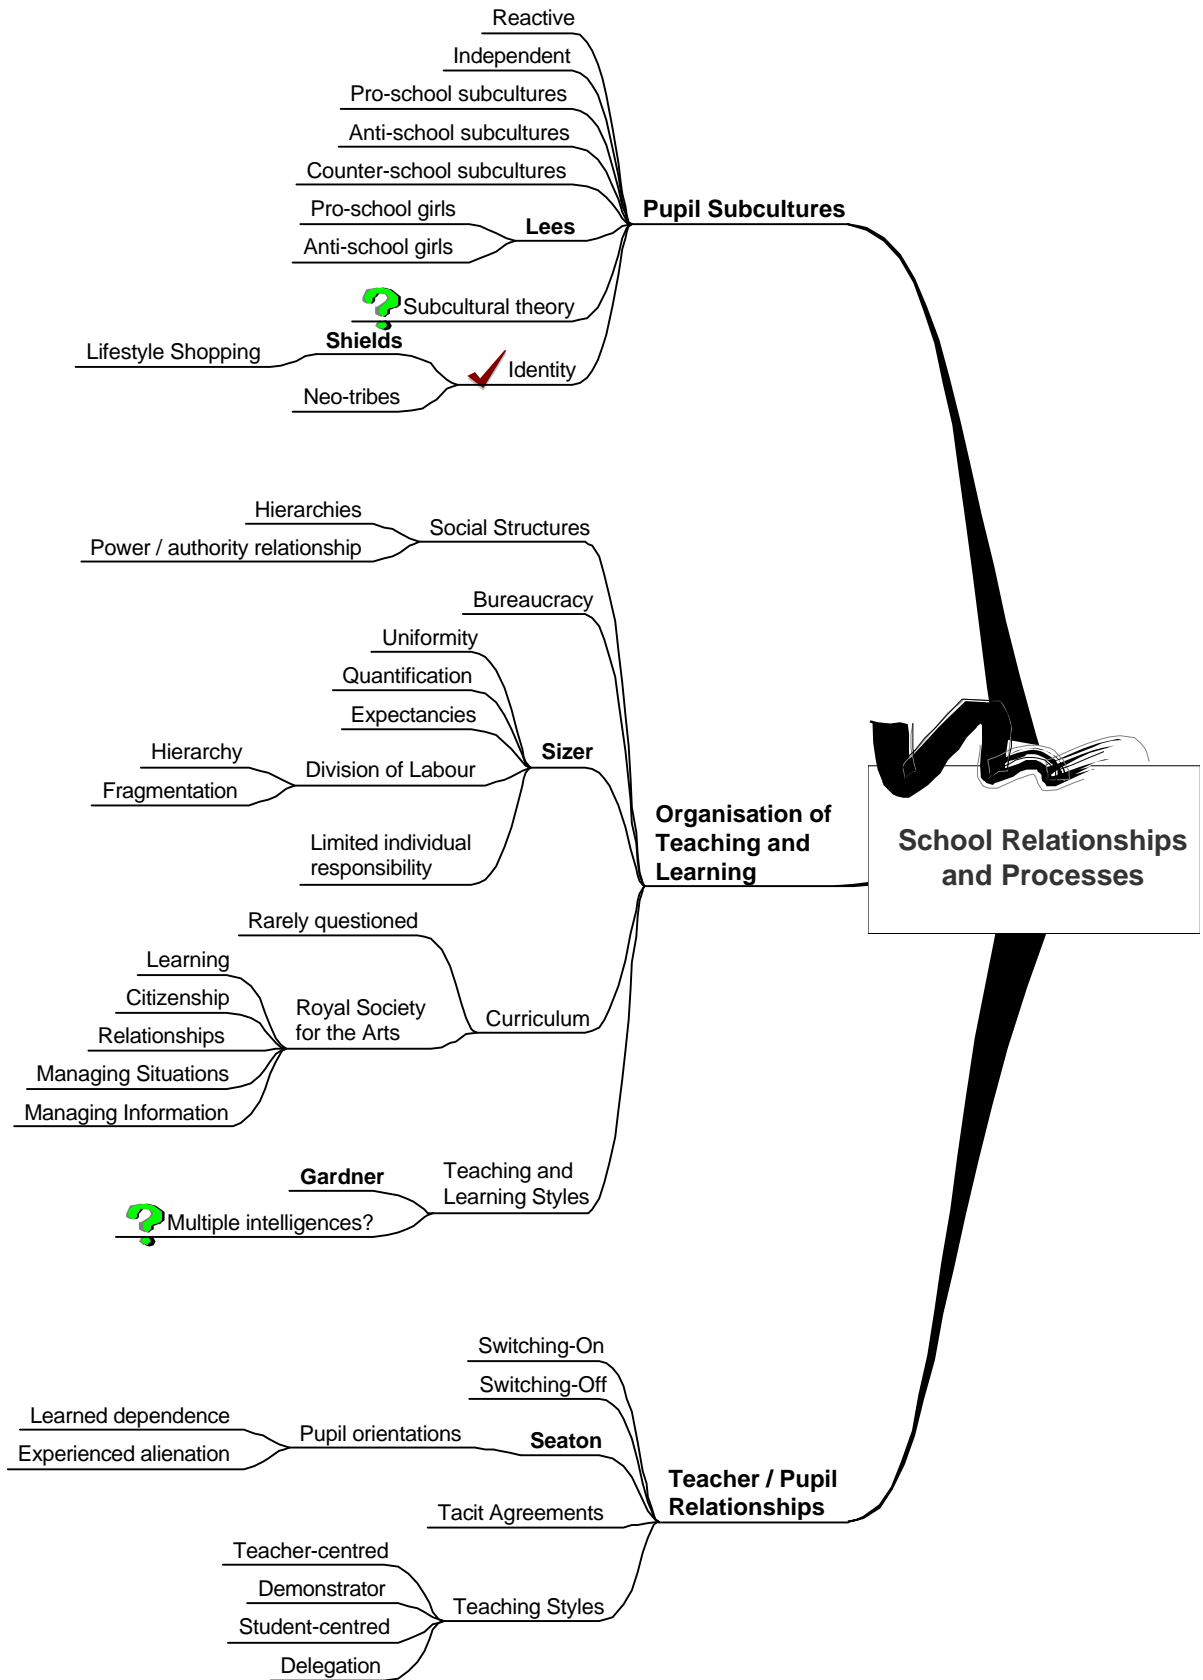 Reactive
Independent
Pro-school subcultures
Anti-school subcultures
Counter-school subcultures
Pro-school girls
Lees
Anti-school girls
Pupil Subcultures
Subcultural theory
Shields
Lifestyle Shopping
Identity
Neo-tribes
Hierarchies
Social Structures
Power / authority relationship
Bureaucracy
Uniformity
Quantification
Expectancies
Sizer
Hierarchy
Division of Labour
Fragmentation
Limited individual
responsibility
Organisation of
Teaching and
Learning
School Relationships
and Processes
Rarely questioned
Learning
Citizenship
Royal Society
for the Arts
Curriculum
Relationships
Managing Situations
Managing Information
Gardner
Teaching and
Learning Styles
Multiple intelligences?
Switching-On
Switching-Off
Learned dependence
Pupil orientations
Seaton
Experienced alienation
Teacher / Pupil
Relationships
Tacit Agreements
Teacher-centred
Demonstrator
Teaching Styles
Student-centred
Delegation